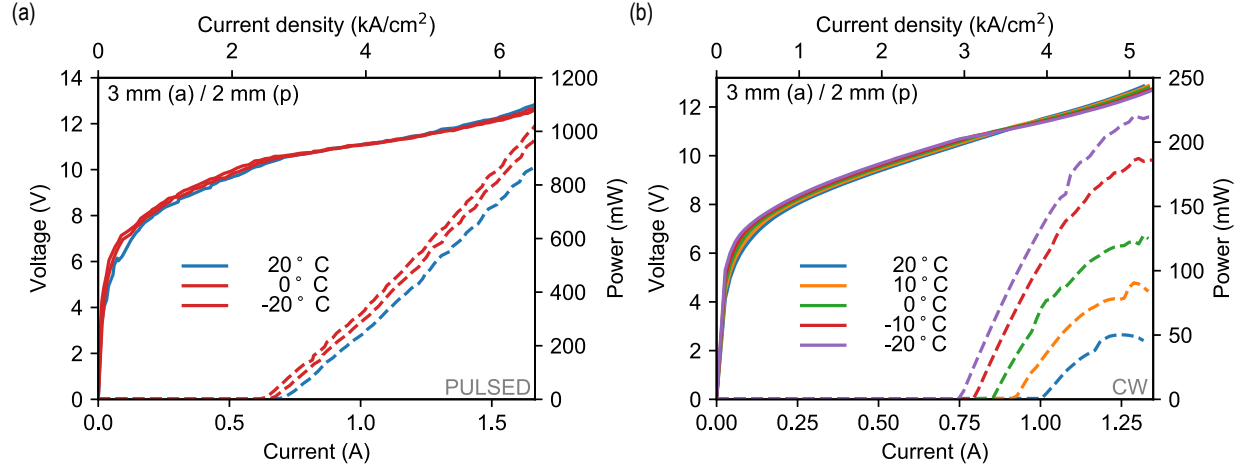 (a)
Current density (kA/cm²)
0 2 4 6
14 12 10 8 6 4 2 0
Voltage (V)
3 mm (a) / 2 mm (p)
20° C
0° C
-20° C
PULSED
1200 1000 800 600 400 200 0
Power (mW)
0.0 0.5 1.0 1.5
Current (A)
(b)
Current density (kA/cm²)
0 1 2 3 4 5
12 10 8 6 4 2 0
Voltage (V)
3 mm (a) / 2 mm (p)
20° C
10° C
0° C
-10° C
-20° C
CW
250 200 150 100 50 0
Power (mW)
0.00 0.25 0.50 0.75 1.00 1.25
Current (A)